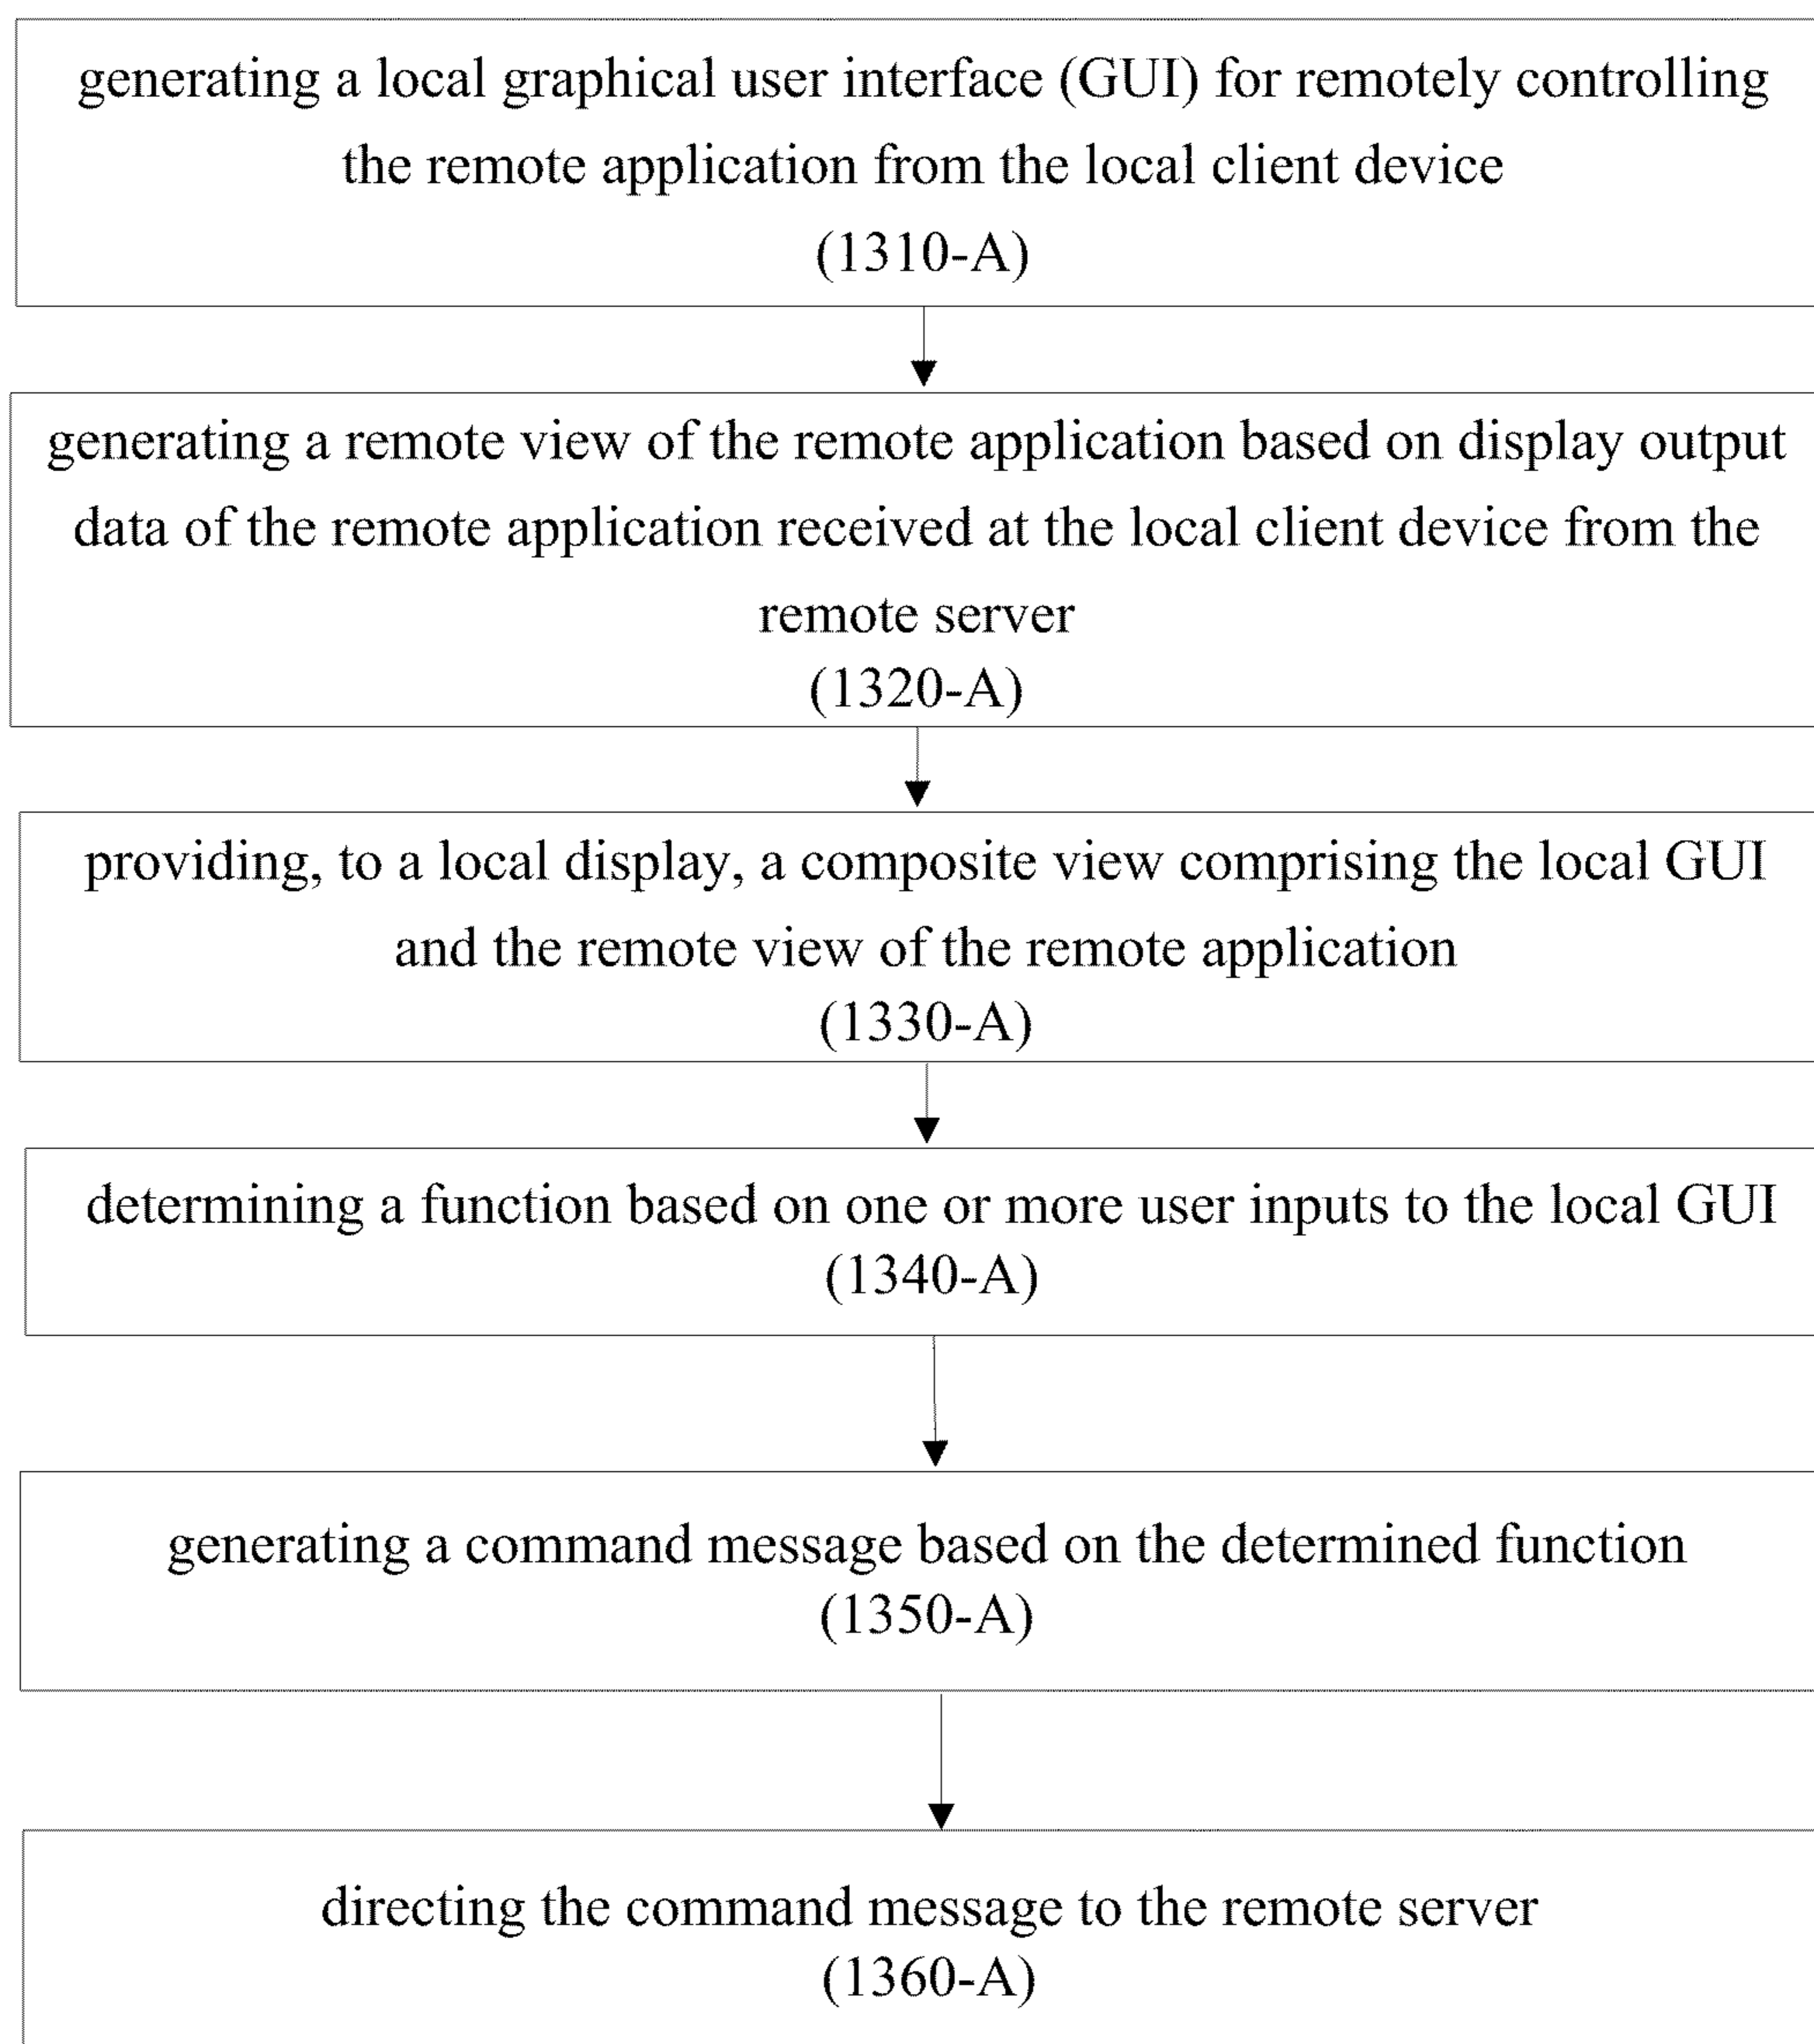 generating a local graphical user interface (GUI) for remotely controlling
the remote application from the local client device
(1310-A)
generating a remote view of the remote application based on display output
data of the remote application received at the local client device from the
remote server
(1320-A)
providing, to a local display, a composite view comprising the local GUI
and the remote view of the remote application
(1330-A)
determining a function based on one or more user inputs to the local GUI
(1340-A)
generating a command message based on the determined function
(1350-A)
directing the command message to the remote server
(1360-A)